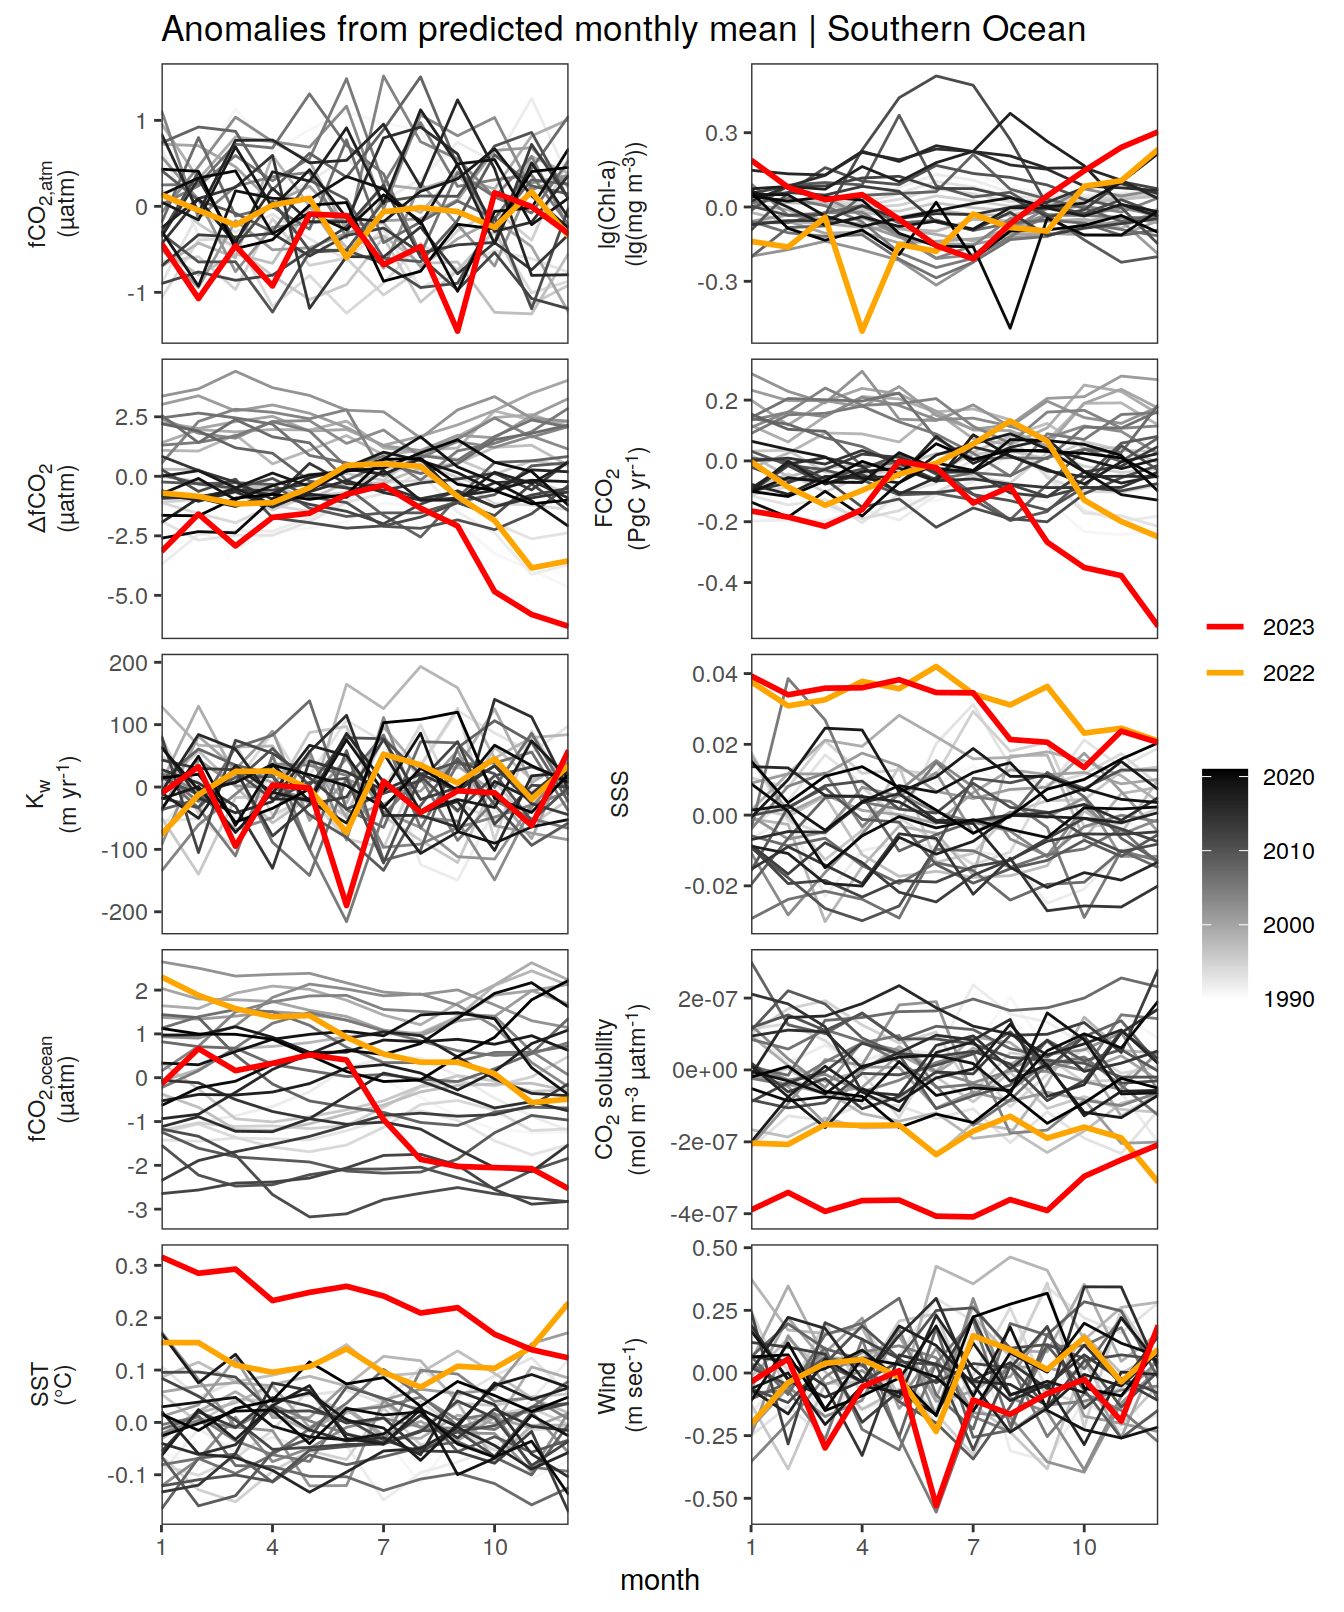 Anomalies from predicted monthly mean | Southern Ocean
fCO2,atm
(µatm)
1
0
-1
lg(Chl-a)
(lg(mg m-3))
0.3
0.0
-0.3
ΔfCO2
(µatm)
2.5
0.0
-2.5
-5.0
FCO2
(PgC yr-1)
0.2
0.0
-0.2
-0.4
Kw
(m yr-1)
200
100
0
-100
-200
SSS
0.04
0.02
0.00
-0.02
fCO2,ocean
(µatm)
2
1
0
-1
-2
-3
CO2 solubility
(mol m-3 µatm-1)
2e-07
0e+00
-2e-07
-4e-07
SST
(°C)
0.3
0.2
0.1
0.0
-0.1
Wind
(m sec-1)
0.50
0.25
0.00
-0.25
-0.50
1 4 7 10
1 4 7 10
month
2023
2022
2020
2010
2000
1990